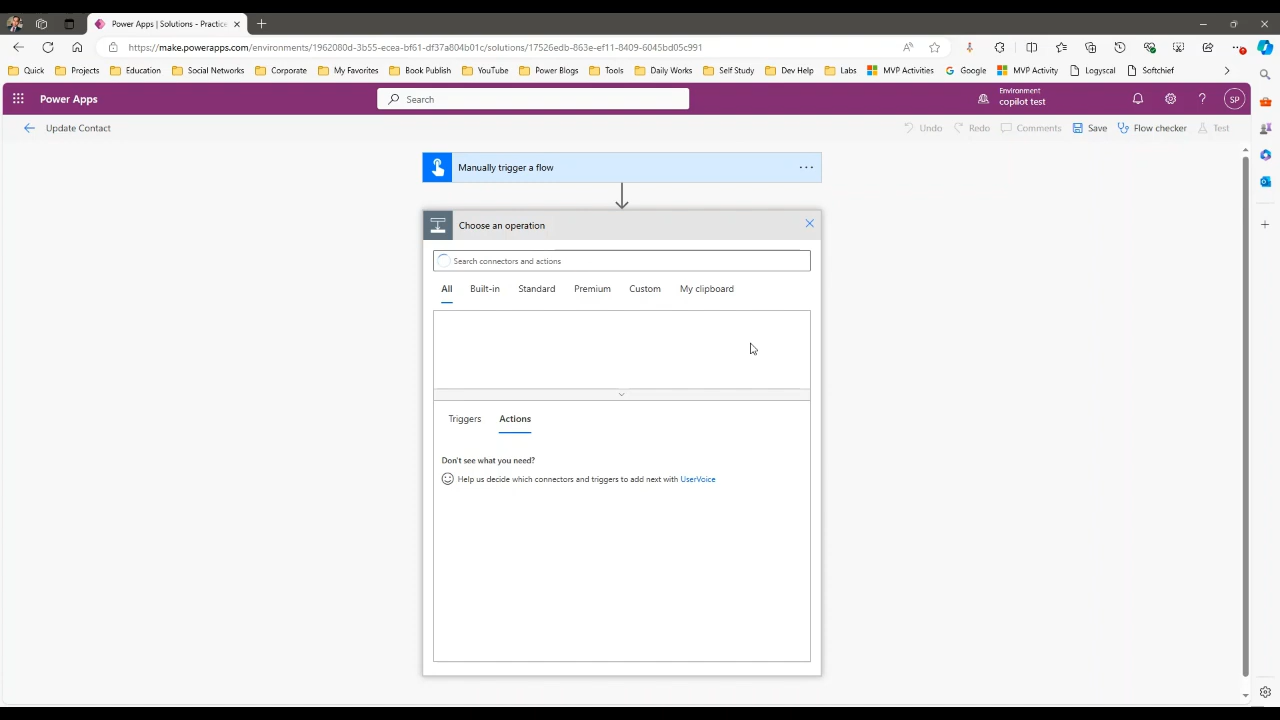 Power Apps | Solutions - Practice
https://make.powerapps.com/environments/1962080d-3b55-ecea-bf61-df37a804b01c/solutions/17526edf-863e-ef11-8409-6045bd05c991
Quick Projects Education Social Networks Corporate My Favorites Book Publish YouTube Power Blogs Tools Daily Works Self Study Dev Help Labs MVP Activities Google MVP Activity Logyscal Softchief
Power Apps
Search
Environment
copilot test
SP
Update Contact
Undo Redo Comments Save Flow checker Test
Manually trigger a flow
Choose an operation
Search connectors and actions
All Built-in Standard Premium Custom My clipboard
Triggers Actions
Don't see what you need?
Help us decide which connectors and triggers to add next with UserVoice